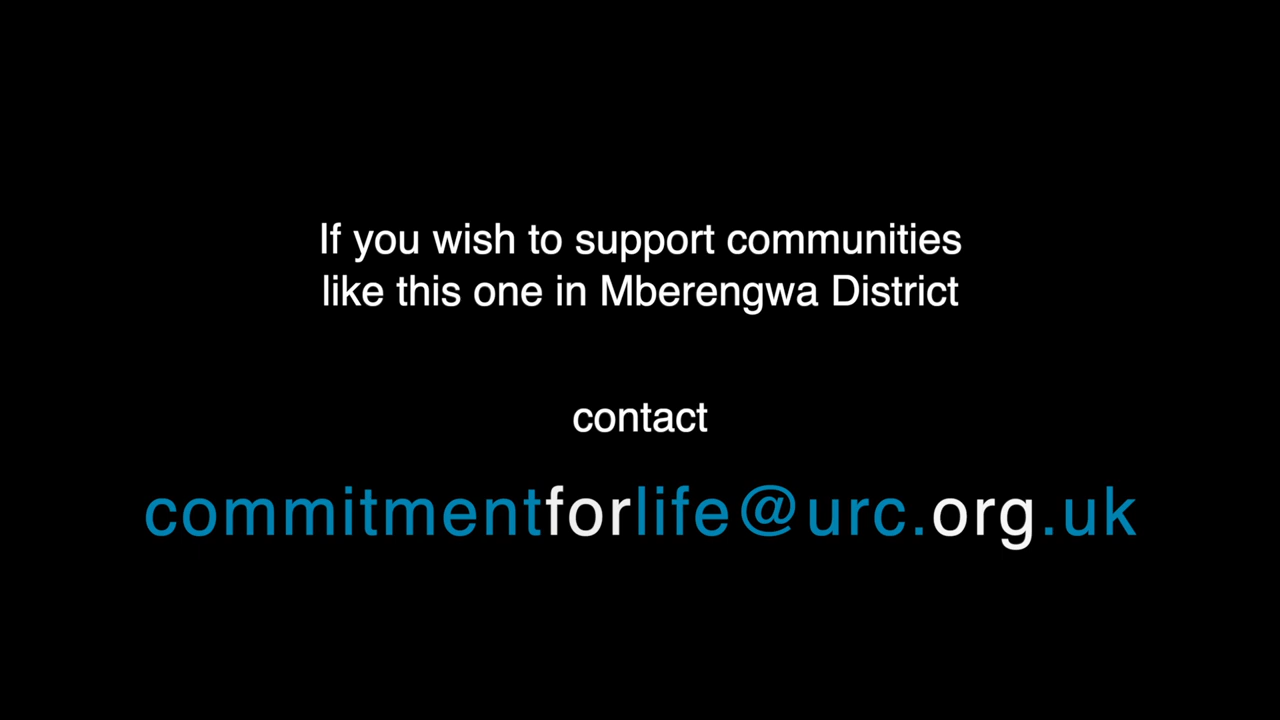 If you wish to support communities
like this one in Mberengwa District
contact
commitmentforlife@urc.org.uk